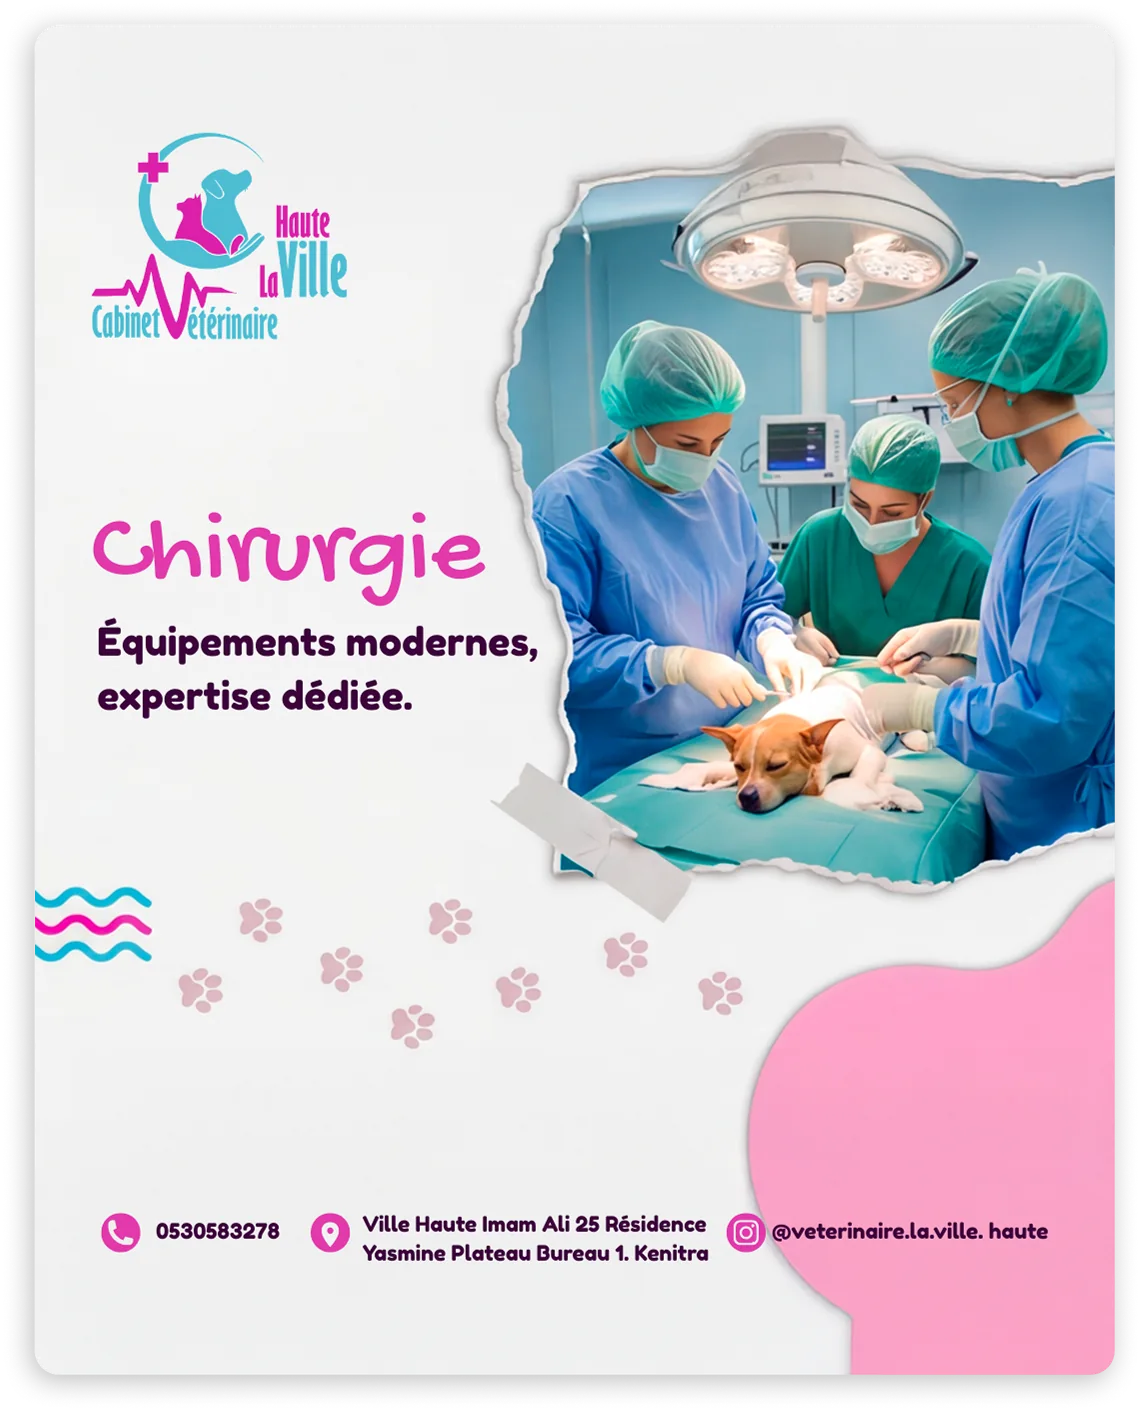 Haute
La Ville
Cabinet Vétérinaire
Chirurgie
Équipements modernes,
expertise dédiée.
0530583278
Ville Haute Imam Ali 25 Résidence
Yasmine Plateau Bureau 1. Kenitra
@veterinaire.la.ville. haute